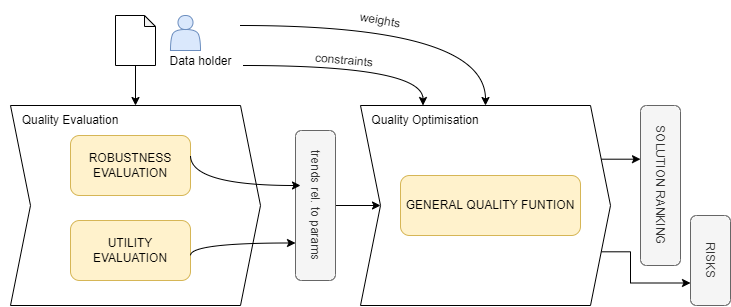 weights
Data holder
constraints
Quality Evaluation
ROBUSTNESS
EVALUATION
UTILITY
EVALUATION
trends rel. to params
Quality Optimisation
GENERAL QUALITY FUNTION
SOLUTION RANKING
RISKS